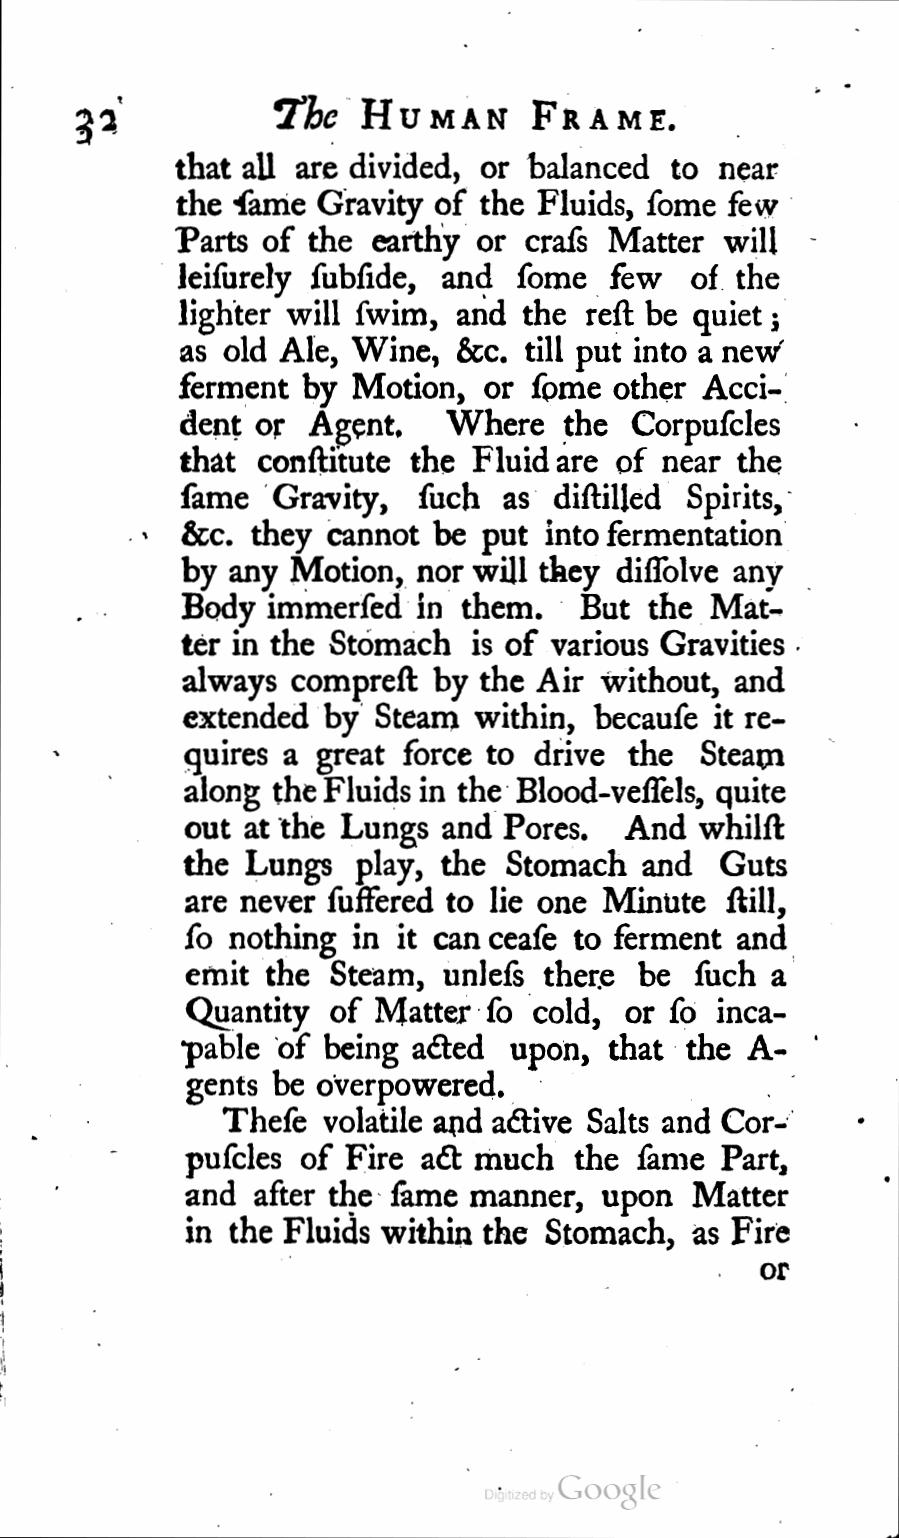 32 The HUMAN FRAME.
that all are divided, or balanced to near
the ſame Gravity of the Fluids, ſome few
Parts of the earthy or craſs Matter will
leiſurely ſubſide, and ſome few of the
lighter will ſwim, and the reſt be quiet;
as old Ale, Wine, &c. till put into a new
ferment by Motion, or ſome other Acci-
dent or Agent. Where the Corpuſcles
that conſtitute the Fluid are of near the
ſame Gravity, ſuch as diſtilled Spirits,
&c. they cannot be put into fermentation
by any Motion, nor will they diſſolve any
Body immerſed in them. But the Mat-
ter in the Stomach is of various Gravities
always compreſt by the Air without, and
extended by Steam within, becauſe it re-
quires a great force to drive the Steam
along the Fluids in the Blood-veſſels, quite
out at the Lungs and Pores. And whilſt
the Lungs play, the Stomach and Guts
are never ſuffered to lie one Minute ſtill,
ſo nothing in it can ceaſe to ferment and
emit the Steam, unleſs there be ſuch a
Quantity of Matter ſo cold, or ſo inca-
pable of being acted upon, that the A-
gents be overpowered.
Theſe volatile and active Salts and Cor-
puſcles of Fire act much the ſame Part,
and after the ſame manner, upon Matter
in the Fluids within the Stomach, as Fire
or
Digitized by Google